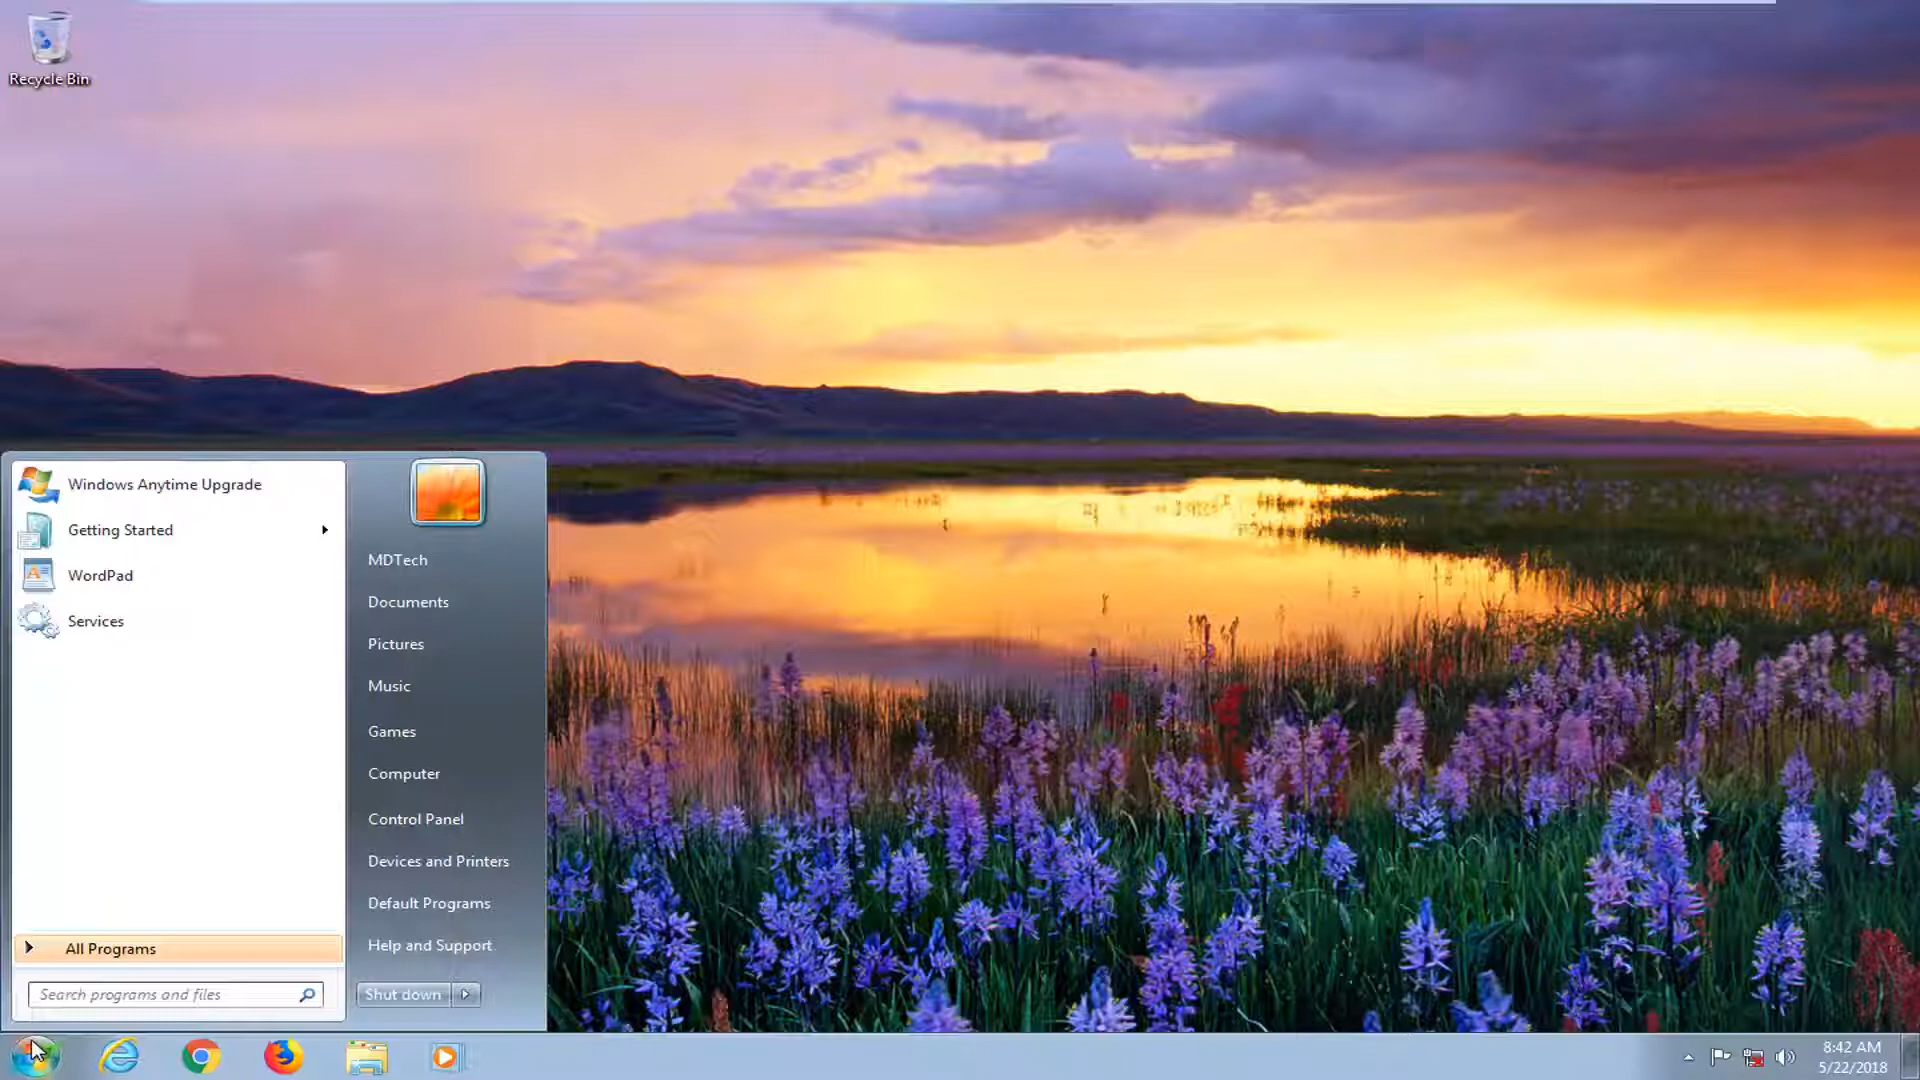 Recycle Bin
Windows Anytime Upgrade
Getting Started
WordPad
Services
All Programs
Search programs and files
MDTech
Documents
Pictures
Music
Games
Computer
Control Panel
Devices and Printers
Default Programs
Help and Support
Shut down
8:42 AM
5/22/2018